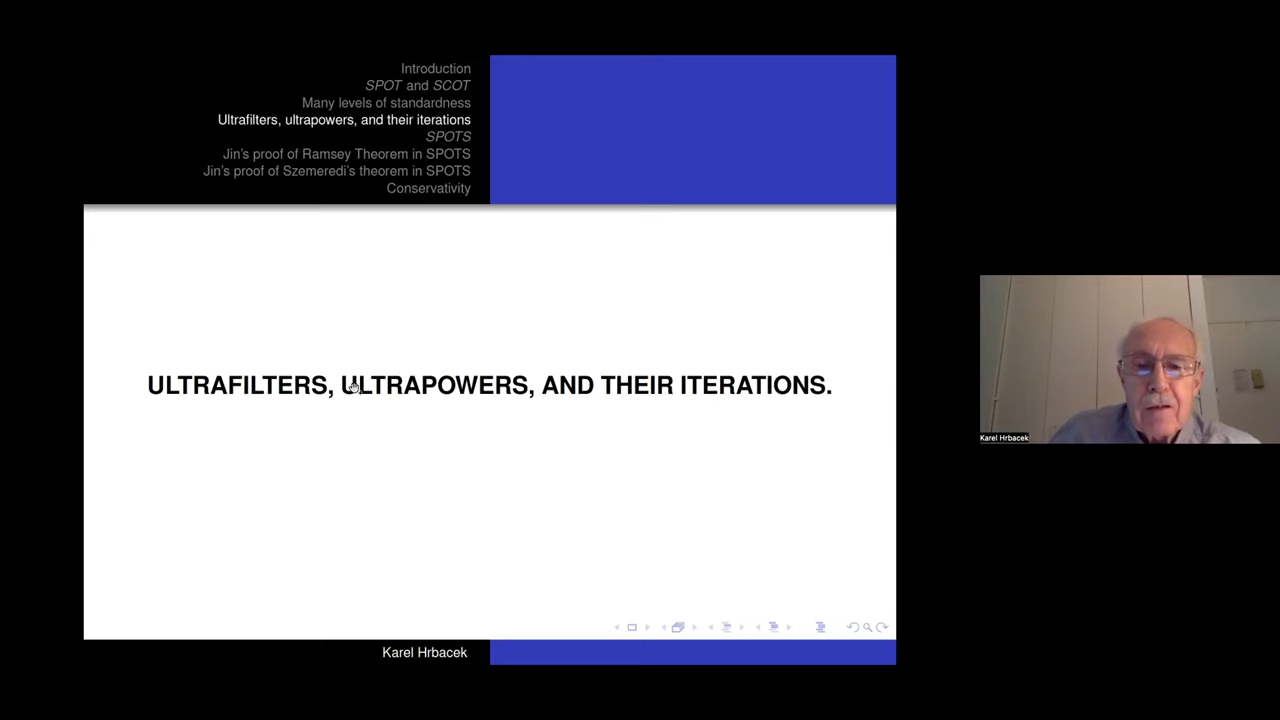 Introduction
SPOT and SCOT
Many levels of standardness
Ultrafilters, ultrapowers, and their iterations
SPOTS
Jin's proof of Ramsey Theorem in SPOTS
Jin's proof of Szemeredi's theorem in SPOTS
Conservativity
ULTRAFILTERS, ULTRAPOWERS, AND THEIR ITERATIONS.
Karel Hrbacek
Karel Hrbacek